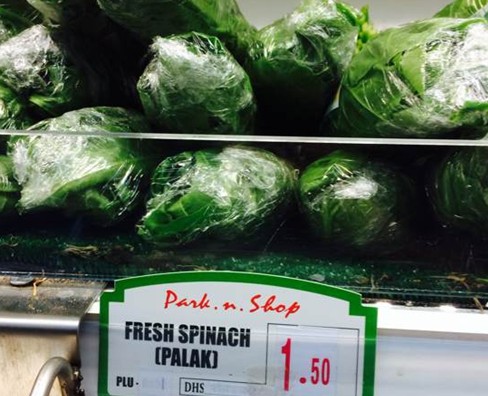 Park.n.Shop
FRESH SPINACH
(PALAK)
1.50
PLU-
DHS